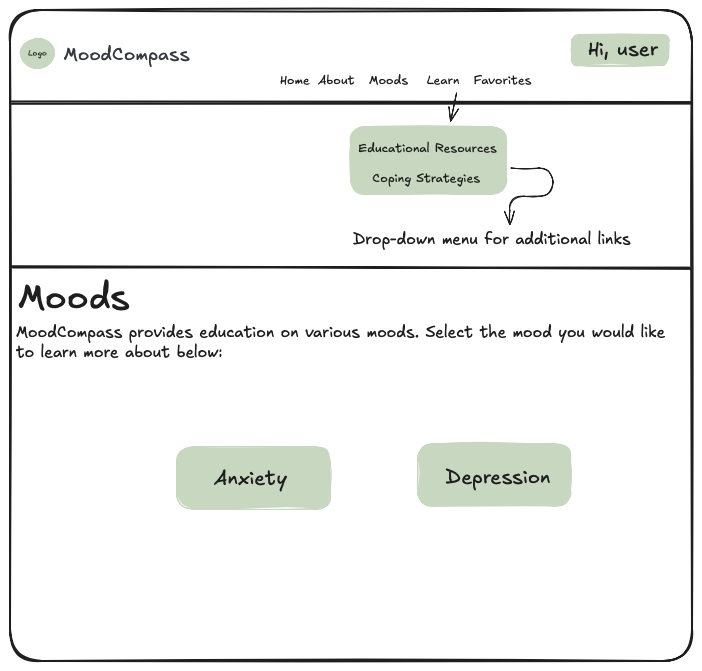 Logo
MoodCompass
Hi, user
Home About Moods Learn Favorites
Educational Resources
Coping Strategies
Drop-down menu for additional links
Moods
MoodCompass provides education on various moods. Select the mood you would like
to learn more about below:
Anxiety
Depression